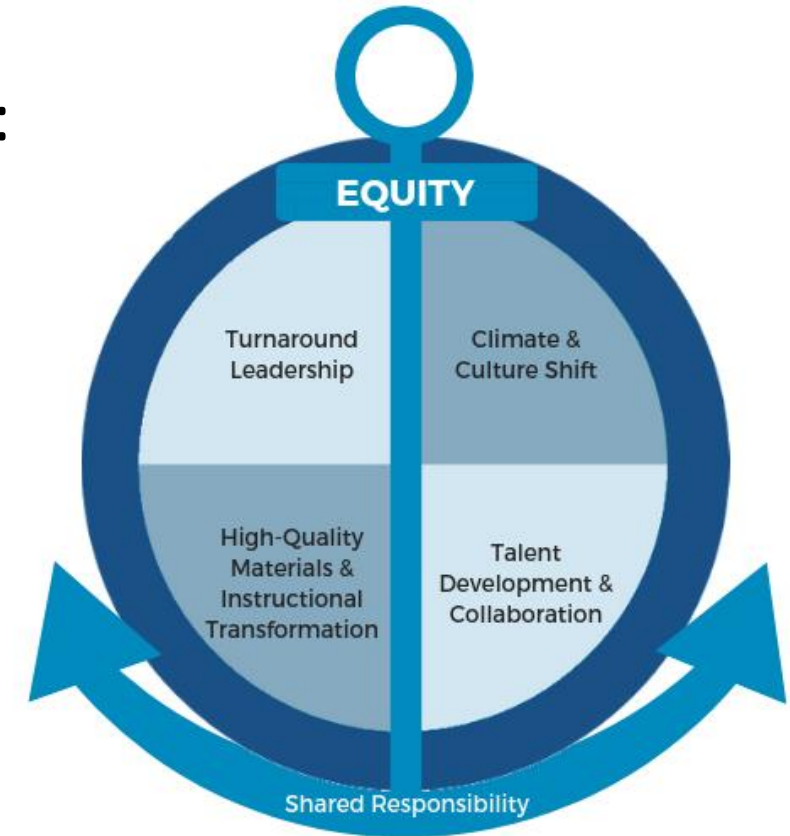 :
EQUITY
Turnaround
Leadership
Climate &
Culture Shift
High-Quality
Materials &
Instructional
Transformation
Talent
Development &
Collaboration
Shared Responsibility